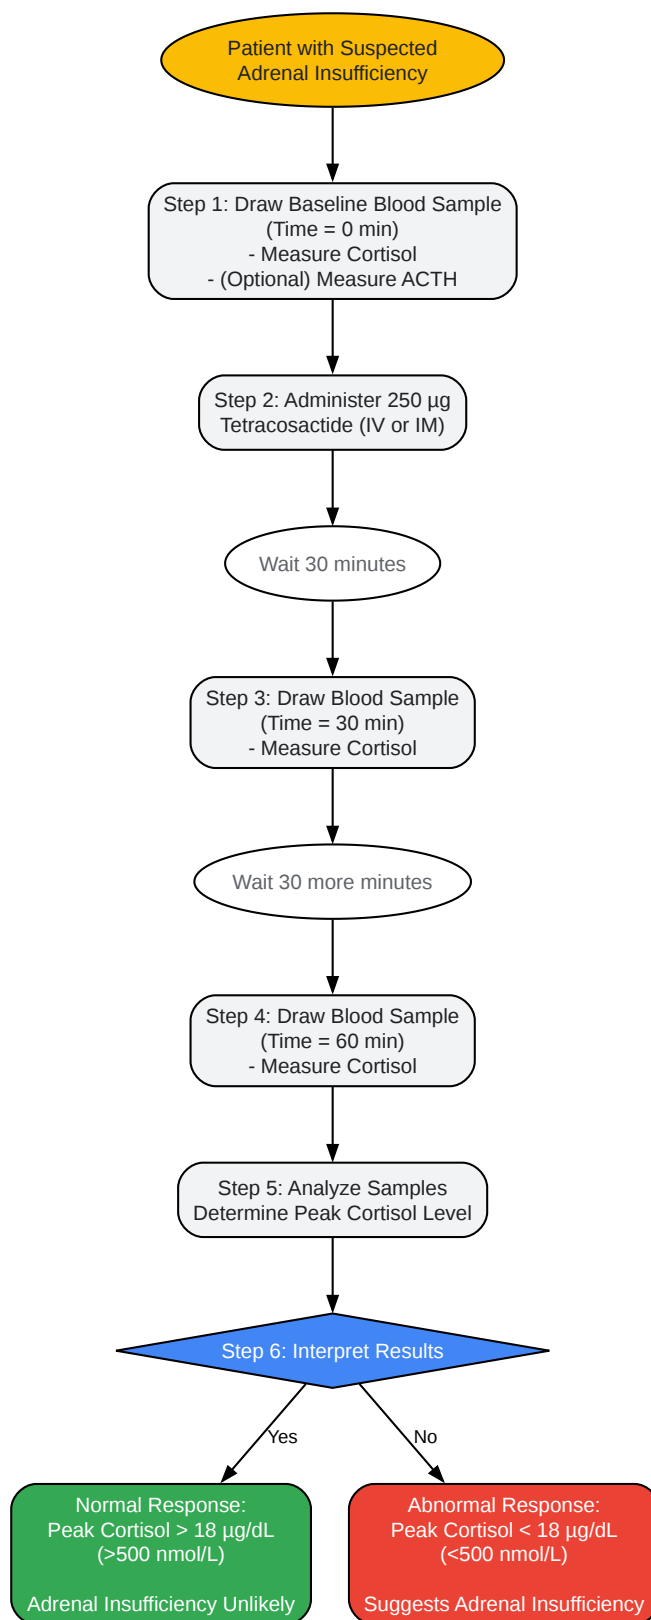 Patient with Suspected
Adrenal Insufficiency
Step 1: Draw Baseline Blood Sample
(Time = 0 min)
- Measure Cortisol
- (Optional) Measure ACTH
Step 2: Administer 250 µg
Tetracosactide (IV or IM)
Wait 30 minutes
Step 3: Draw Blood Sample
(Time = 30 min)
- Measure Cortisol
Wait 30 more minutes
Step 4: Draw Blood Sample
(Time = 60 min)
- Measure Cortisol
Step 5: Analyze Samples
Determine Peak Cortisol Level
Step 6: Interpret Results
Yes
No
Normal Response:
Peak Cortisol > 18 µg/dL
(>500 nmol/L)
Adrenal Insufficiency Unlikely
Abnormal Response:
Peak Cortisol < 18 µg/dL
(<500 nmol/L)
Suggests Adrenal Insufficiency